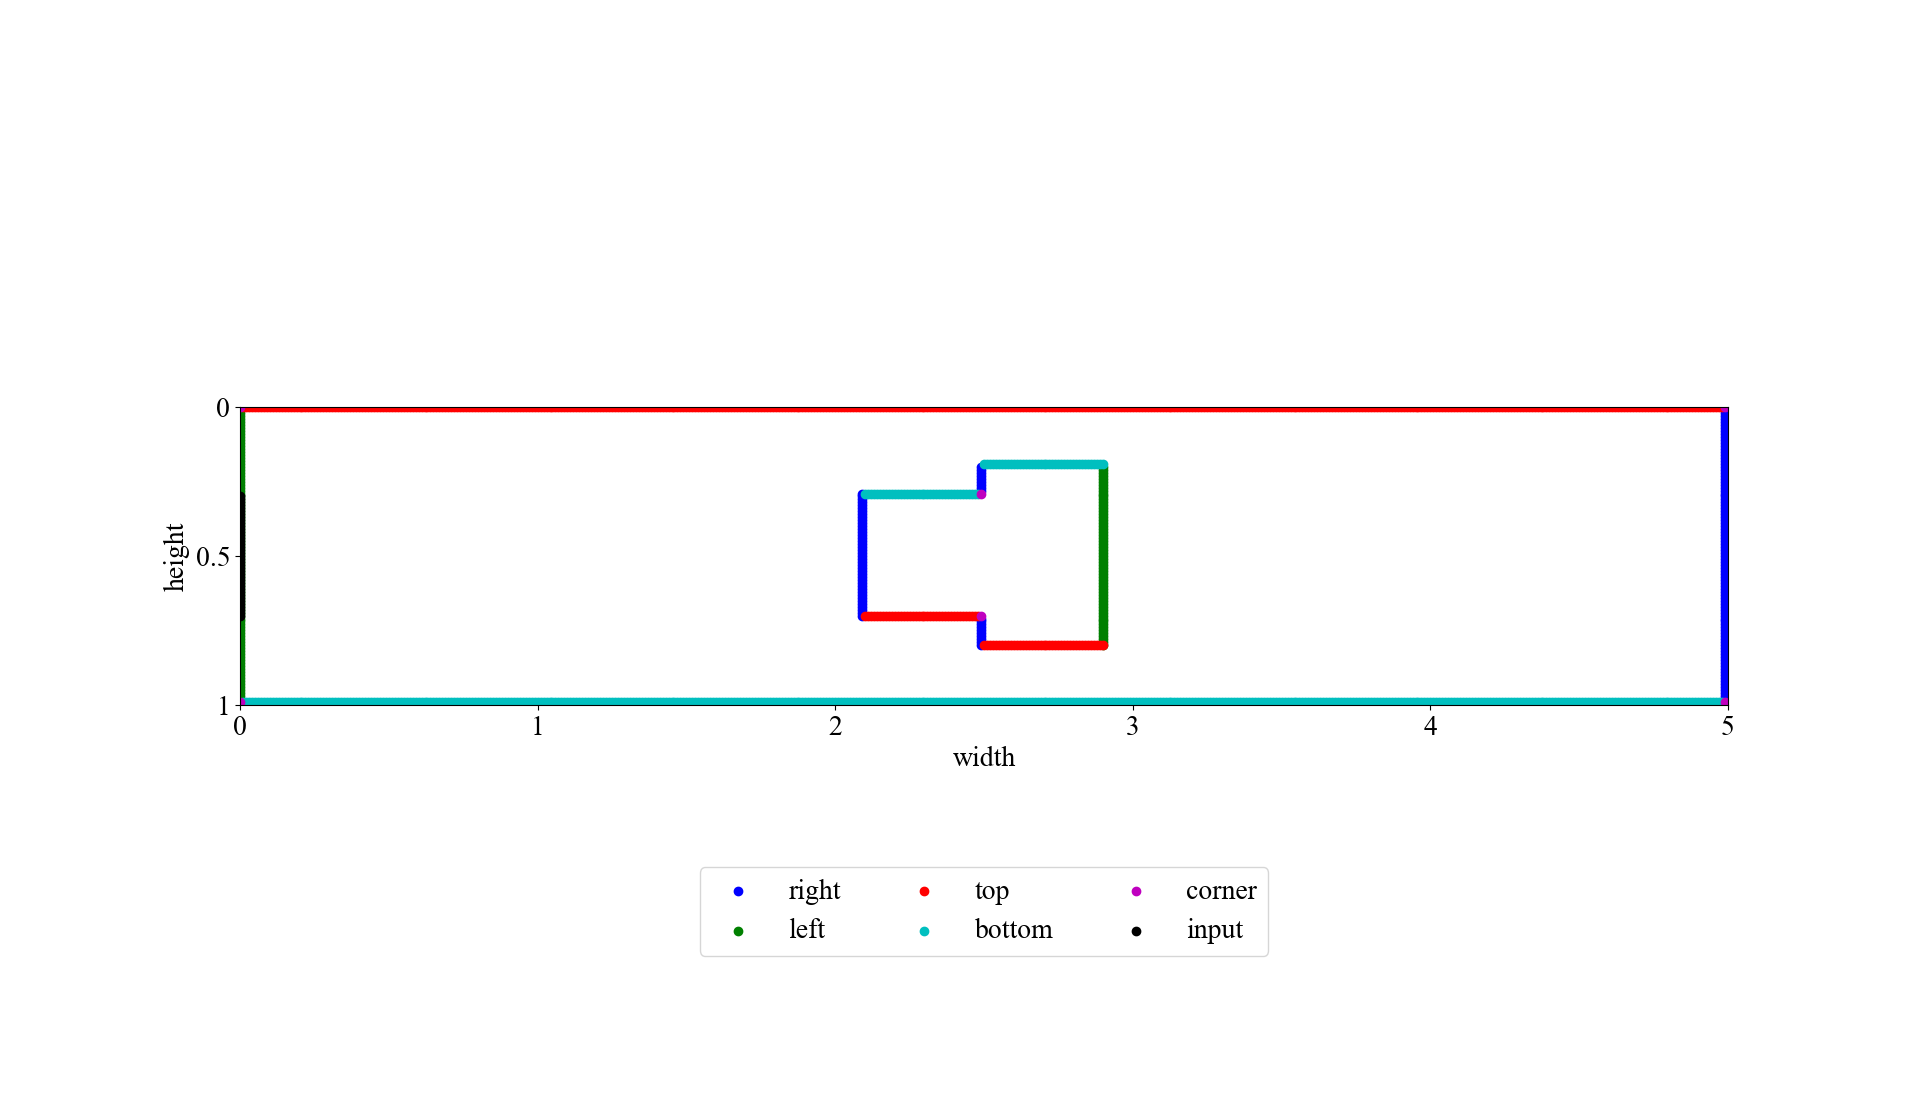 0
0.5
1
height
0 1 2 3 4 5
width
right top corner
left bottom input